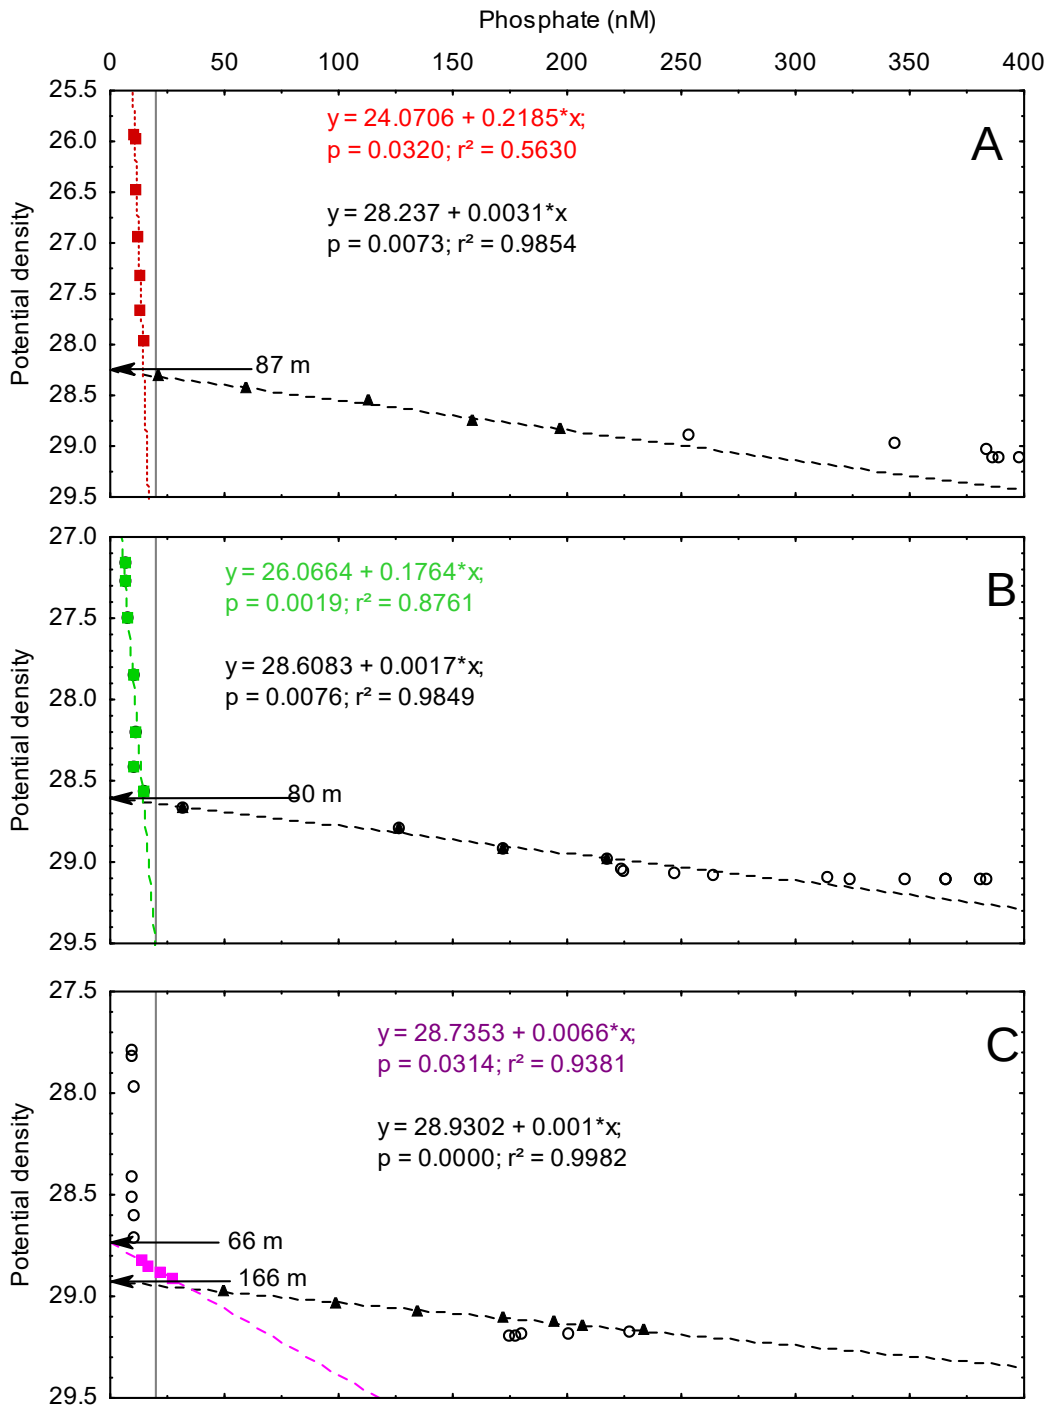 Phosphate (nM)
0 50 100 150 200 250 300 350 400
25.5
26.0
26.5
27.0
27.5
28.0
28.5
29.0
29.5
Potential density
y = 24.0706 + 0.2185*x;
p = 0.0320; r² = 0.5630
y = 28.237 + 0.0031*x
p = 0.0073; r² = 0.9854
A
87 m
27.0
27.5
28.0
28.5
29.0
29.5
Potential density
y = 26.0664 + 0.1764*x;
p = 0.0019; r² = 0.8761
y = 28.6083 + 0.0017*x;
p = 0.0076; r² = 0.9849
B
80 m
27.5
28.0
28.5
29.0
29.5
Potential density
y = 28.7353 + 0.0066*x;
p = 0.0314; r² = 0.9381
y = 28.9302 + 0.001*x;
p = 0.0000; r² = 0.9982
C
66 m
166 m